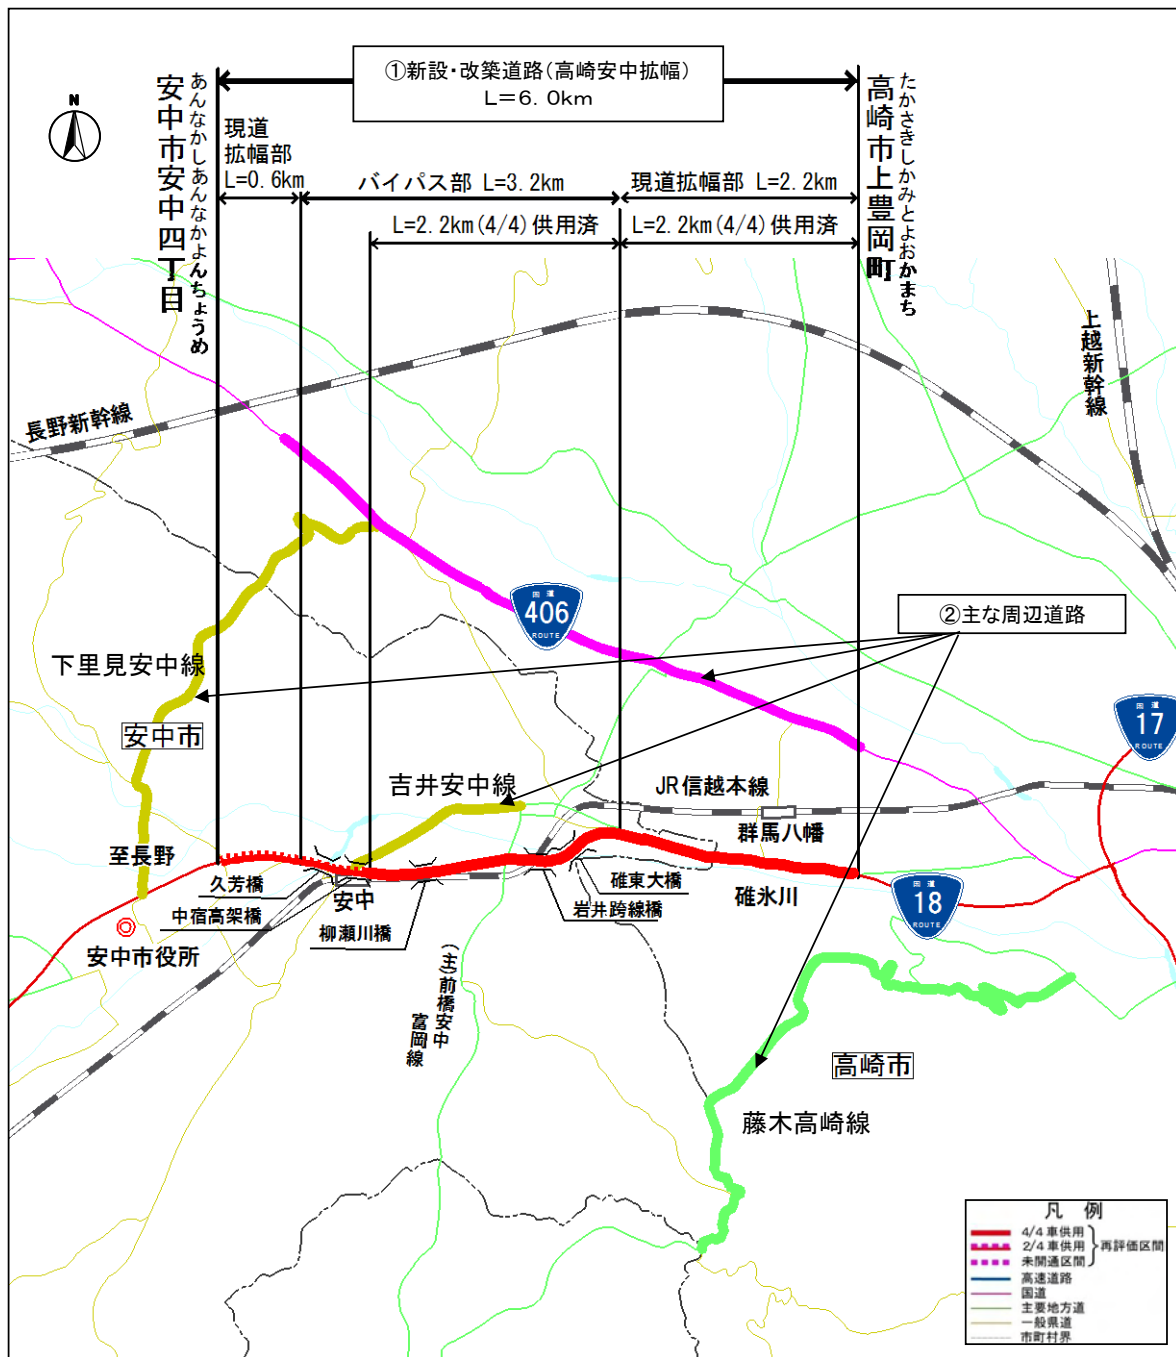 ①新設・改築道路(高崎安中拡幅)
L=6.0km
安中市安中四丁目
あんなかしあんなかよんちょうめ
高崎市上豊岡町
たかさきしかみとよおかまち
N
現道
拡幅部
L=0.6km
バイパス部 L=3.2km
現道拡幅部 L=2.2km
L=2.2km(4/4)供用済
L=2.2km(4/4)供用済
上越新幹線
長野新幹線
国道
406
ROUTE
②主な周辺道路
下里見安中線
安中市
国道
17
ROUTE
吉井安中線
JR信越本線
群馬八幡
至長野
久芳橋
中宿高架橋
安中
柳瀬川橋
碓東大橋
岩井跨線橋
碓氷川
国道
18
ROUTE
安中市役所
(主)前橋安中
富岡線
高崎市
藤木高崎線
凡例
4/4車供用
2/4車供用
再評価区間
未開通区間
高速道路
国道
主要地方道
一般県道
市町村界